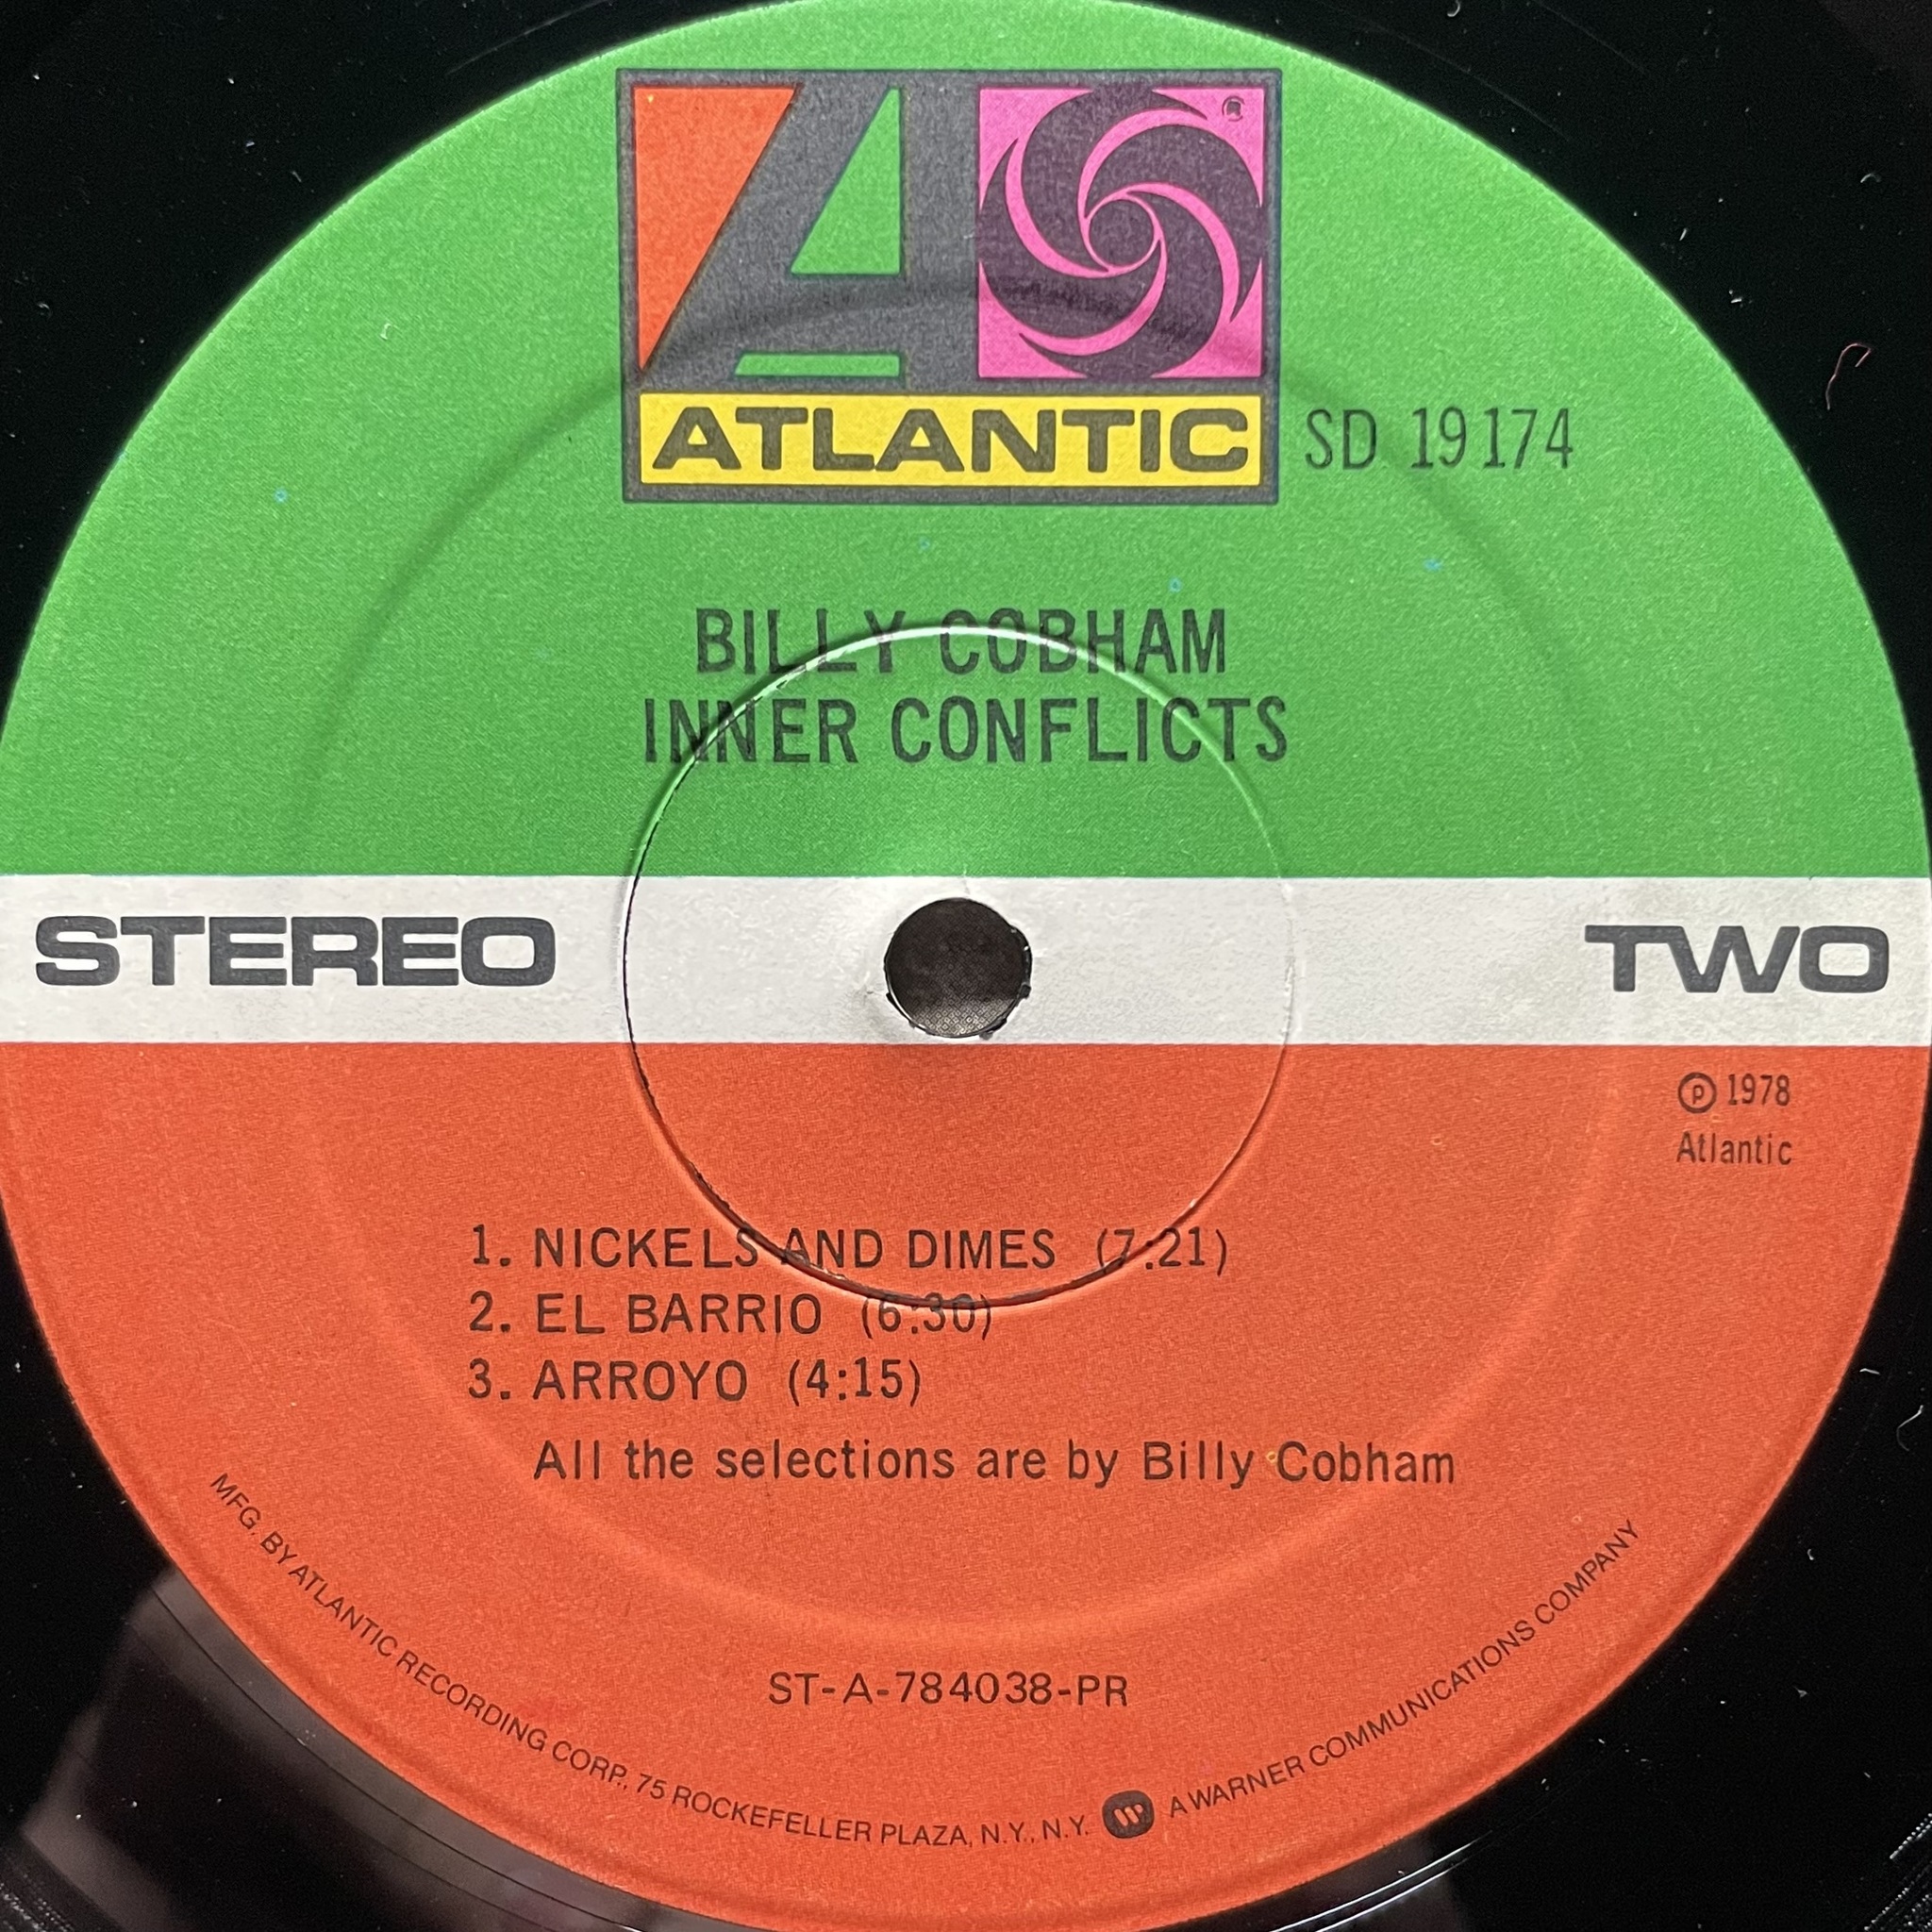 ATLANTIC
SD 19174
BILLY COBHAM
INNER CONFLICTS
STEREO
TWO
Ⓟ 1978
Atlantic
1. NICKELS AND DIMES (7:21)
2. EL BARRIO (6:30)
3. ARROYO (4:15)
All the selections are by Billy Cobham
ST-A-784038-PR
MFG. BY ATLANTIC RECORDING CORP., 75 ROCKEFELLER PLAZA, N.Y., N.Y. A WARNER COMMUNICATIONS COMPANY